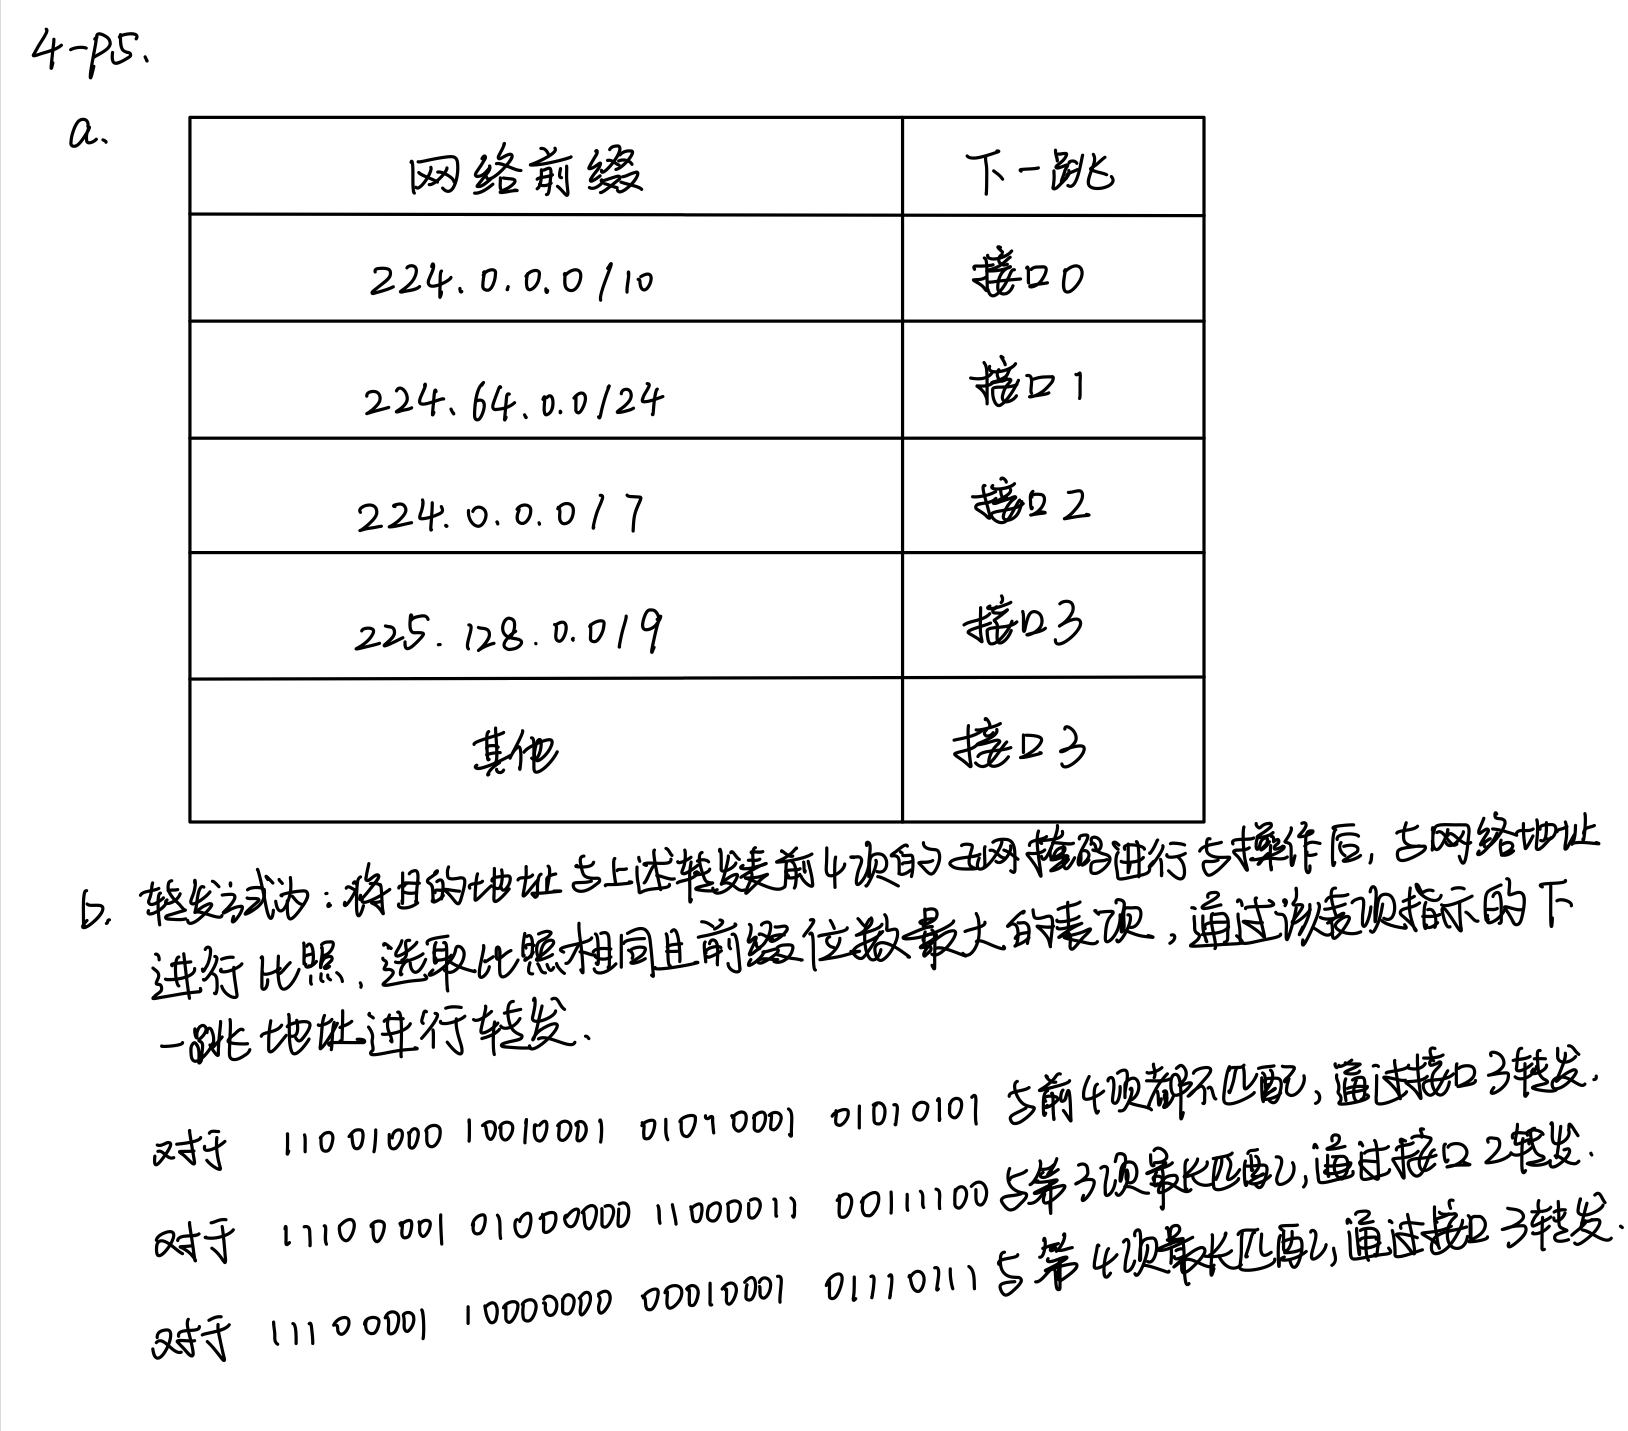 4-P5.
a.
网络前缀 下一跳
224.0.0.0/10 接口0
224.64.0.0/24 接口1
224.0.0.0/7 接口2
225.128.0.0/9 接口3
其他 接口3
b. 转发方式为：将目的地址与上述转发表前4项的子网掩码进行与操作后，与网络地址
进行比照，选取比照相同且前缀位数最大的表项，通过该表项指示的下
一跳地址进行转发.
对于 11001000 10010001 01010001 01010101 与前4项都不匹配，通过接口3转发.
对于 11100001 01000000 11000011 00111100 与第3项最长匹配，通过接口2转发.
对于 11100001 10000000 00010001 01110111 与第4项最长匹配，通过接口3转发.